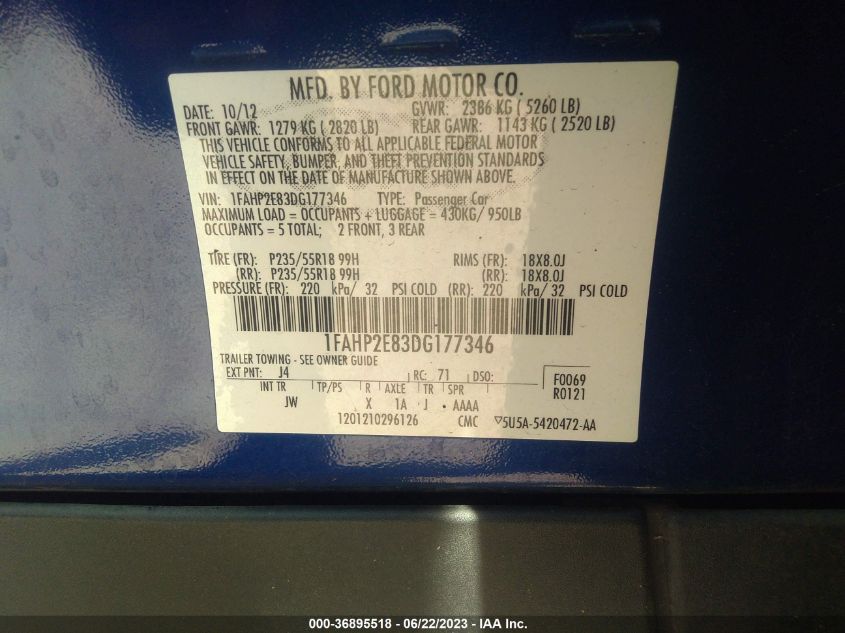 MFD. BY FORD MOTOR CO.
DATE: 10/12 GVWR: 2386 KG ( 5260 LB)
FRONT GAWR: 1279 KG ( 2820 LB) REAR GAWR: 1143 KG ( 2520 LB)
THIS VEHICLE CONFORMS TO ALL APPLICABLE FEDERAL MOTOR
VEHICLE SAFETY, BUMPER, AND THEFT PREVENTION STANDARDS
IN EFFECT ON THE DATE OF MANUFACTURE SHOWN ABOVE.
VIN: 1FAHP2E83DG177346 TYPE: Passenger Car
MAXIMUM LOAD = OCCUPANTS + LUGGAGE = 430KG/ 950LB
OCCUPANTS = 5 TOTAL; 2 FRONT, 3 REAR
TIRE (FR): P235/55R18 99H RIMS (FR): 18X8.0J
(RR): P235/55R18 99H (RR): 18X8.0J
PRESSURE (FR): 220 kPa/ 32 PSI COLD (RR): 220 kPa/ 32 PSI COLD
1FAHP2E83DG177346
TRAILER TOWING - SEE OWNER GUIDE
EXT PNT: J4 RC: 71 DSO: F0069
INT TR TP/PS R AXLE TR SPR R0121
JW X 1A J • AAAA
1201210296126 CMC ▽5U5A-5420472-AA
000-36895518 - 06/22/2023 - IAA Inc.